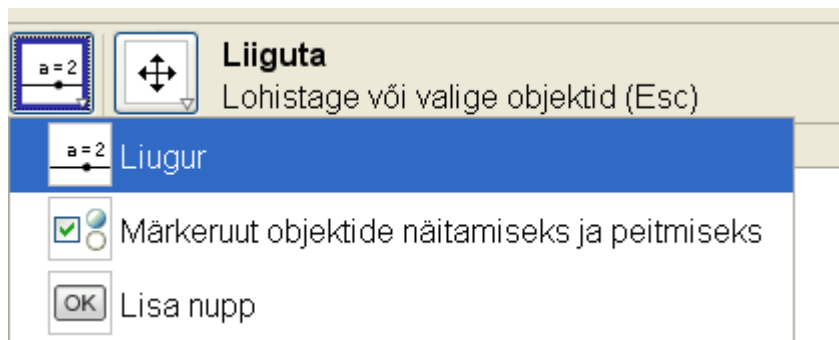 a=2
Liiguta
Lohistage või valige objektid (Esc)
a=2 Liugur
Märkeruut objektide näitamiseks ja peitmiseks
OK Lisa nupp